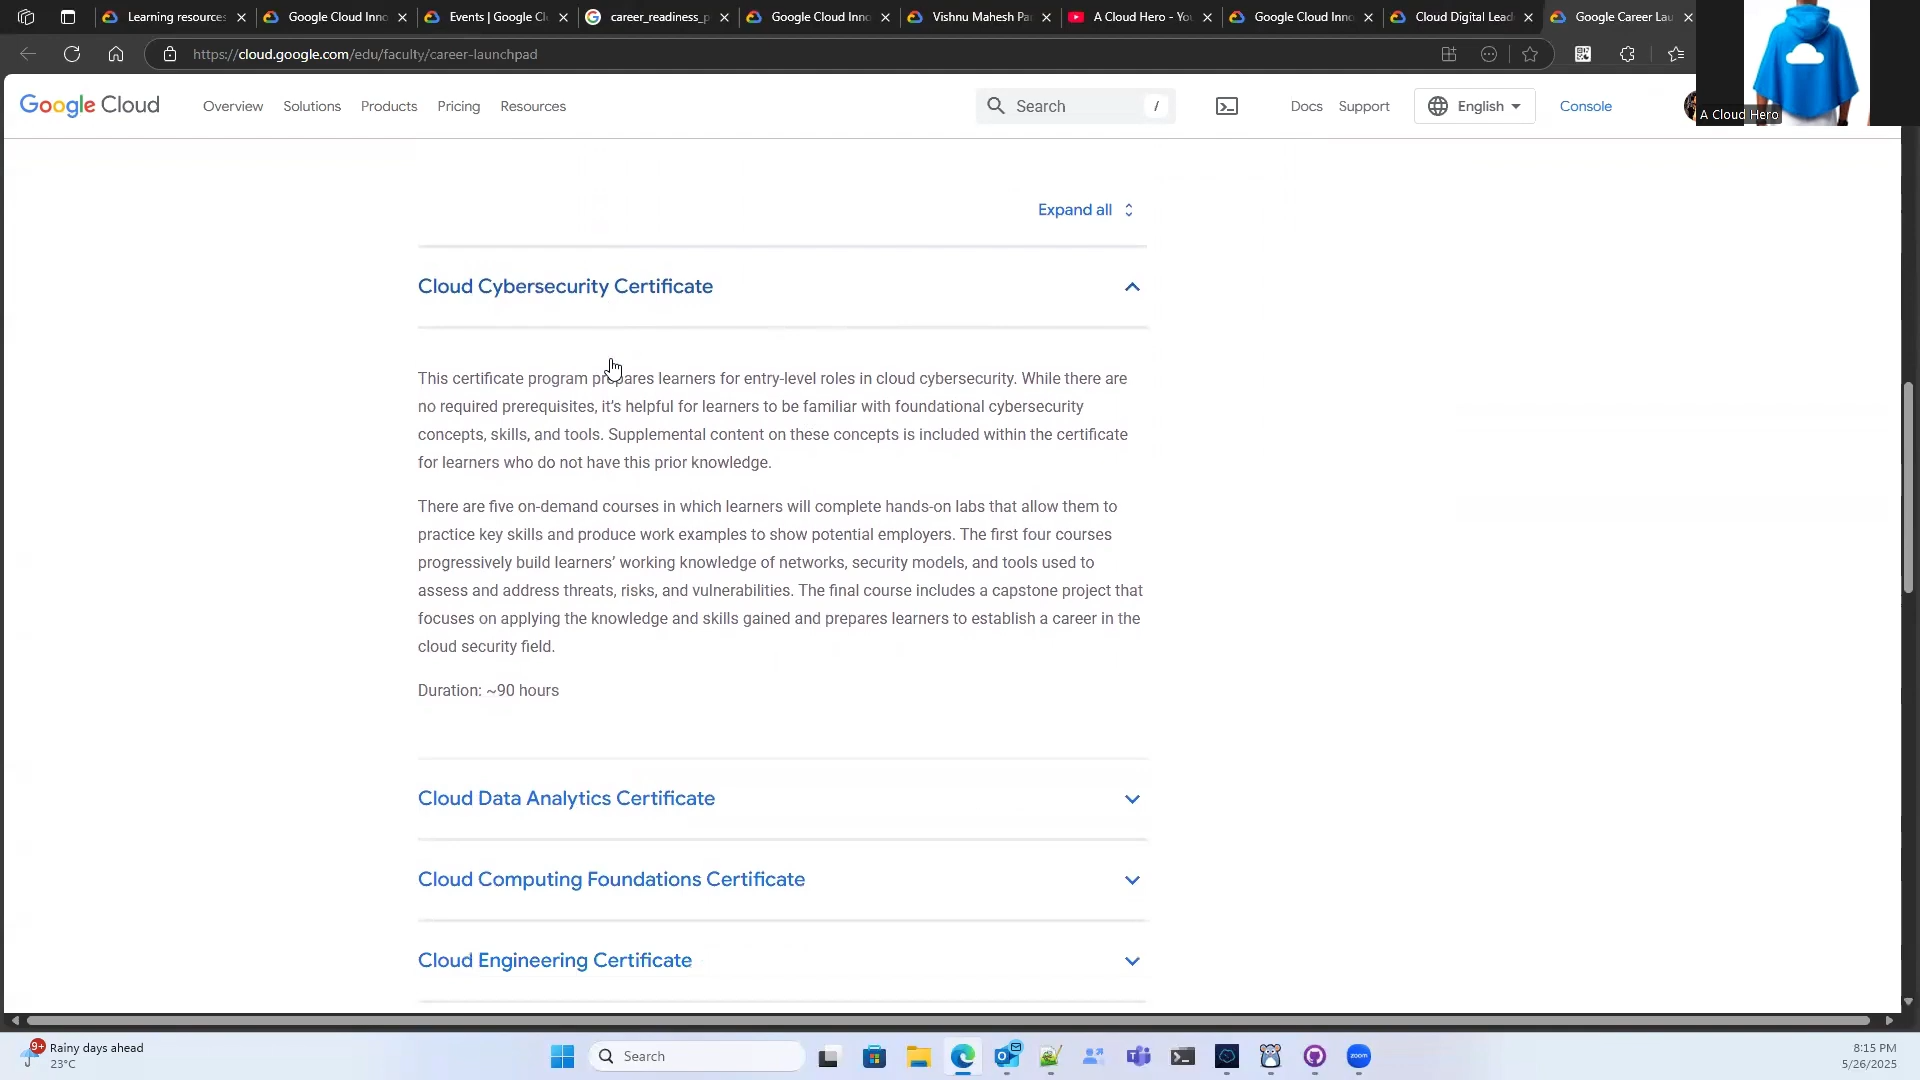 Learning resources
Google Cloud Inno
Events | Google Cl
career_readiness_p
Google Cloud Inno
Vishnu Mahesh Pa
A Cloud Hero - You
Google Cloud Inno
Cloud Digital Lead
Google Career Lau
https://cloud.google.com/edu/faculty/career-launchpad
Google Cloud
Overview
Solutions
Products
Pricing
Resources
Search
/
Docs
Support
English
Console
A Cloud Hero
Expand all
Cloud Cybersecurity Certificate
This certificate program prepares learners for entry-level roles in cloud cybersecurity. While there are
no required prerequisites, it's helpful for learners to be familiar with foundational cybersecurity
concepts, skills, and tools. Supplemental content on these concepts is included within the certificate
for learners who do not have this prior knowledge.
There are five on-demand courses in which learners will complete hands-on labs that allow them to
practice key skills and produce work examples to show potential employers. The first four courses
progressively build learners' working knowledge of networks, security models, and tools used to
assess and address threats, risks, and vulnerabilities. The final course includes a capstone project that
focuses on applying the knowledge and skills gained and prepares learners to establish a career in the
cloud security field.
Duration: ~90 hours
Cloud Data Analytics Certificate
Cloud Computing Foundations Certificate
Cloud Engineering Certificate
9+
Rainy days ahead
23°C
Search
zoom
8:15 PM
5/26/2025